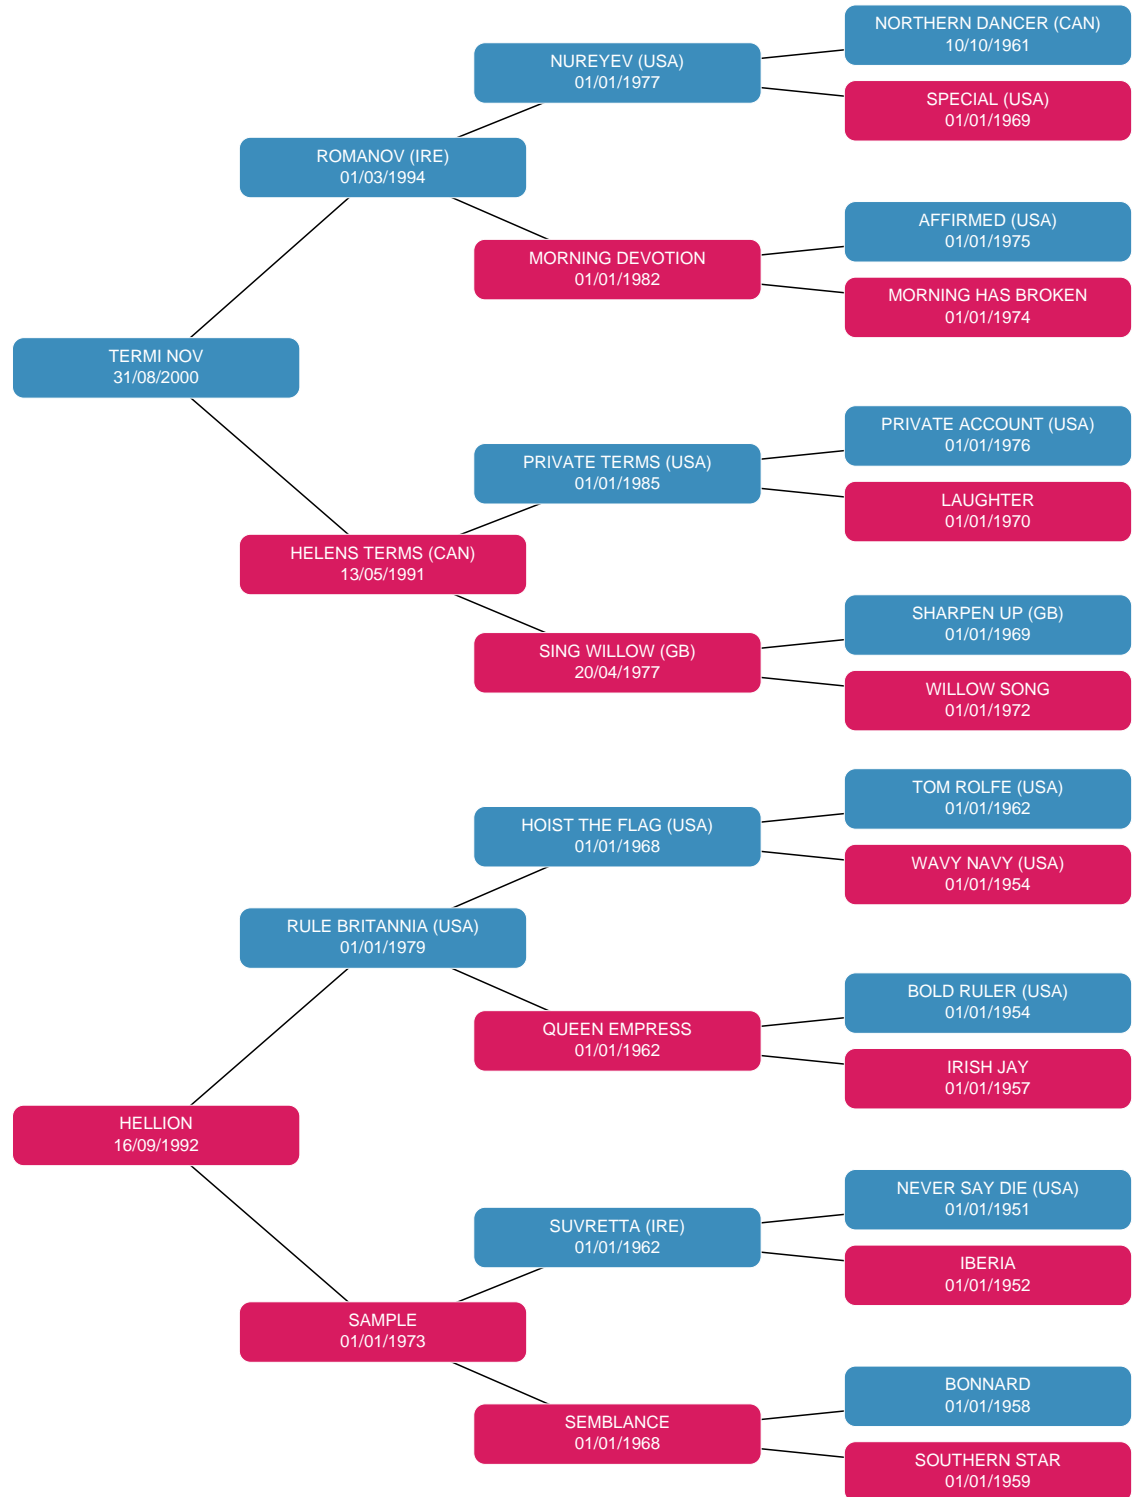 NORTHERN DANCER (CAN)
10/10/1961
NUREYEV (USA)
01/01/1977
SPECIAL (USA)
01/01/1969
ROMANOV (IRE)
01/03/1994
AFFIRMED (USA)
01/01/1975
MORNING DEVOTION
01/01/1982
MORNING HAS BROKEN
01/01/1974
TERMI NOV
31/08/2000
PRIVATE ACCOUNT (USA)
01/01/1976
PRIVATE TERMS (USA)
01/01/1985
LAUGHTER
01/01/1970
HELENS TERMS (CAN)
13/05/1991
SHARPEN UP (GB)
01/01/1969
SING WILLOW (GB)
20/04/1977
WILLOW SONG
01/01/1972
TOM ROLFE (USA)
01/01/1962
HOIST THE FLAG (USA)
01/01/1968
WAVY NAVY (USA)
01/01/1954
RULE BRITANNIA (USA)
01/01/1979
BOLD RULER (USA)
01/01/1954
QUEEN EMPRESS
01/01/1962
IRISH JAY
01/01/1957
HELLION
16/09/1992
NEVER SAY DIE (USA)
01/01/1951
SUVRETTA (IRE)
01/01/1962
IBERIA
01/01/1952
SAMPLE
01/01/1973
BONNARD
01/01/1958
SEMBLANCE
01/01/1968
SOUTHERN STAR
01/01/1959